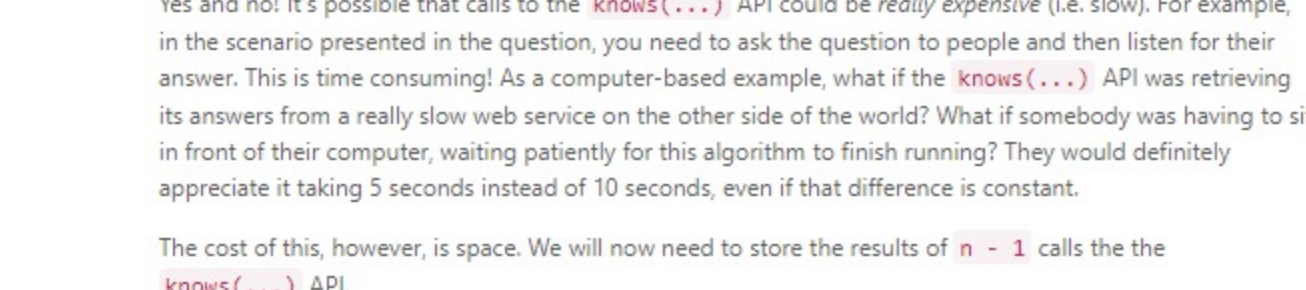 Yes and no! It's possible that calls to the knows(...) API could be really expensive (i.e. slow). For example,
in the scenario presented in the question, you need to ask the question to people and then listen for their
answer. This is time consuming! As a computer-based example, what if the knows(...) API was retrieving
its answers from a really slow web service on the other side of the world? What if somebody was having to si
in front of their computer, waiting patiently for this algorithm to finish running? They would definitely
appreciate it taking 5 seconds instead of 10 seconds, even if that difference is constant.
The cost of this, however, is space. We will now need to store the results of n - 1 calls the the
knows(...) API.